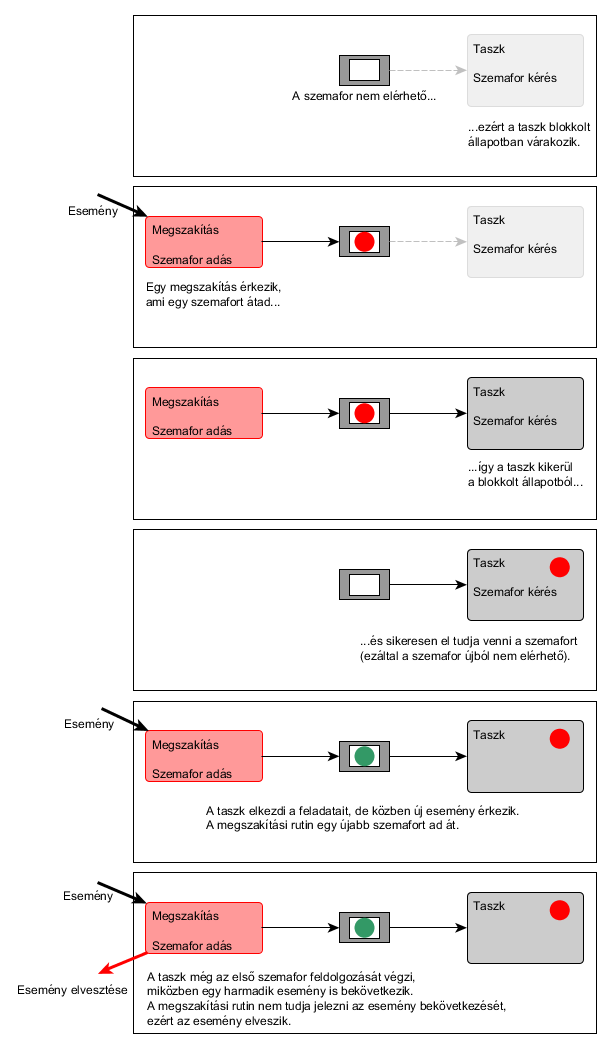 Taszk
Szemafor kérés
A szemafor nem elérhető...
...ezért a taszk blokkolt
állapotban várakozik.
Esemény
Megszakítás
Szemafor adás
Taszk
Szemafor kérés
Egy megszakítás érkezik,
ami egy szemafort átad...
Megszakítás
Szemafor adás
Taszk
Szemafor kérés
...így a taszk kikerül
a blokkolt állapotból...
Taszk
Szemafor kérés
...és sikeresen el tudja venni a szemafort
(ezáltal a szemafor újból nem elérhető).
Esemény
Megszakítás
Szemafor adás
Taszk
A taszk elkezdi a feladatait, de közben új esemény érkezik.
A megszakítási rutin egy újabb szemafort ad át.
Esemény
Megszakítás
Szemafor adás
Taszk
Esemény elvesztése
A taszk még az első szemafor feldolgozását végzi,
miközben egy harmadik esemény is bekövetkezik.
A megszakítási rutin nem tudja jelezni az esemény bekövetkezését,
ezért az esemény elveszik.